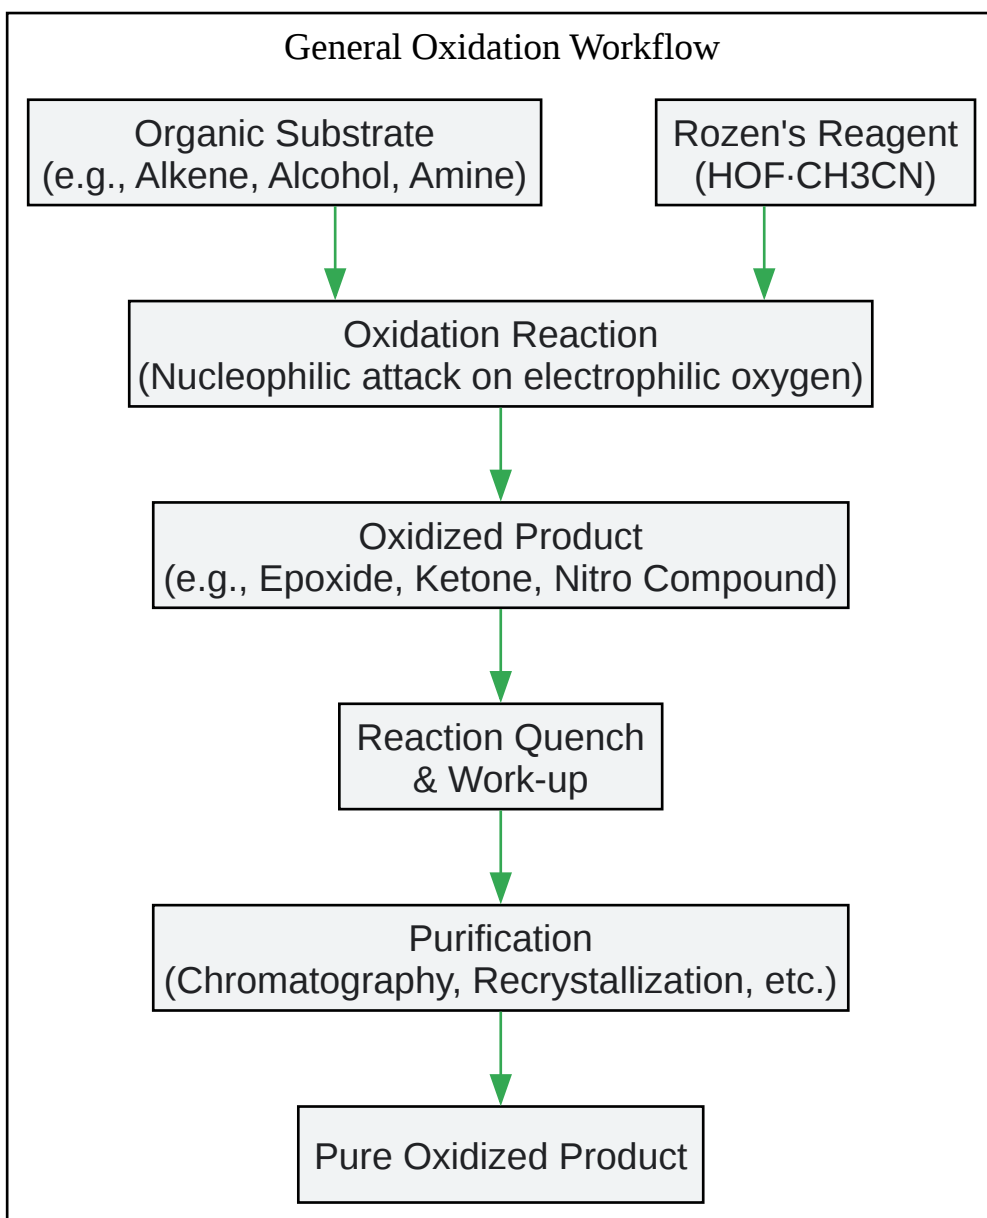 General Oxidation Workflow
Organic Substrate
(e.g., Alkene, Alcohol, Amine)
Rozen's Reagent
(HOF·CH3CN)
Oxidation Reaction
(Nucleophilic attack on electrophilic oxygen)
Oxidized Product
(e.g., Epoxide, Ketone, Nitro Compound)
Reaction Quench
& Work-up
Purification
(Chromatography, Recrystallization, etc.)
Pure Oxidized Product